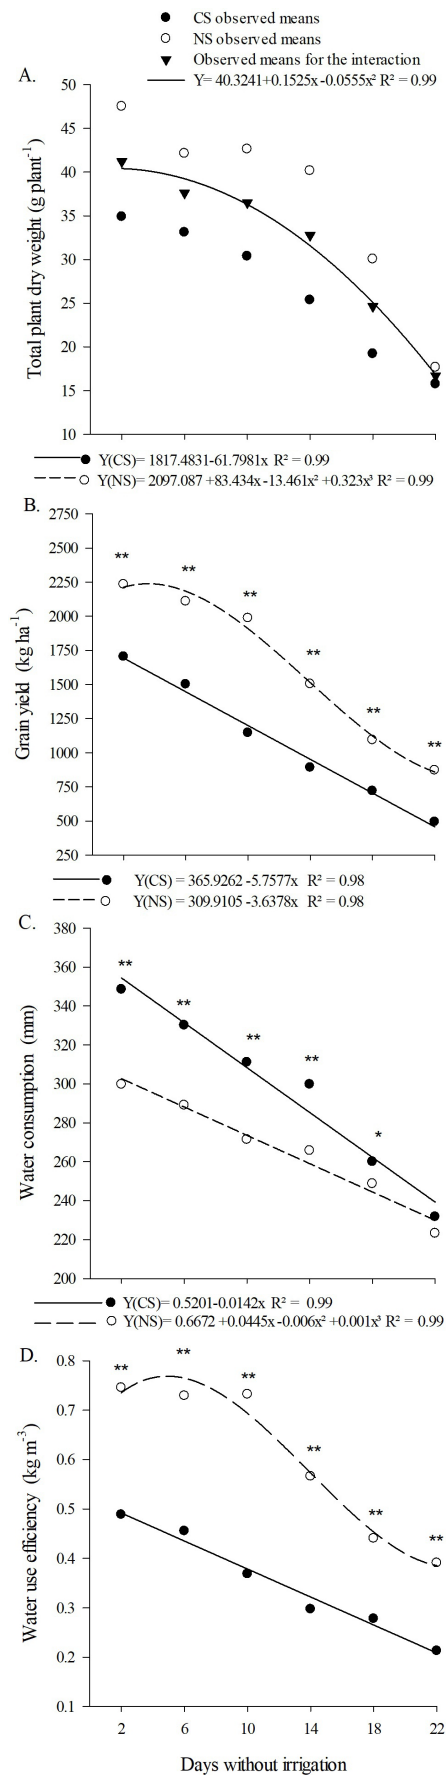 ● CS observed means
○ NS observed means
▼ Observed means for the interaction
Y= 40.3241+0.1525x-0.0555x² R² = 0.99
A.
50
45
40
35
30
25
20
15
10
Total plant dry weight (g plant⁻¹)
Y(CS)= 1817.4831-61.7981x R² = 0.99
Y(NS)= 2097.087 +83.434x -13.461x² +0.323x³ R² = 0.99
B.
2750
2500
2250
2000
1750
1500
1250
1000
750
500
250
Grain yield (kg ha⁻¹)
** ** ** ** ** **
Y(CS) = 365.9262 -5.7577x R² = 0.98
Y(NS) = 309.9105 -3.6378x R² = 0.98
C.
380
360
340
320
300
280
260
240
220
200
Water consumption (mm)
** ** ** ** *
Y(CS)= 0.5201-0.0142x R² = 0.99
Y(NS)= 0.6672 +0.0445x -0.006x² +0.001x³ R² = 0.99
D.
0.8
0.7
0.6
0.5
0.4
0.3
0.2
0.1
Water use efficiency (kg m⁻³)
** ** ** ** ** **
2 6 10 14 18 22
Days without irrigation